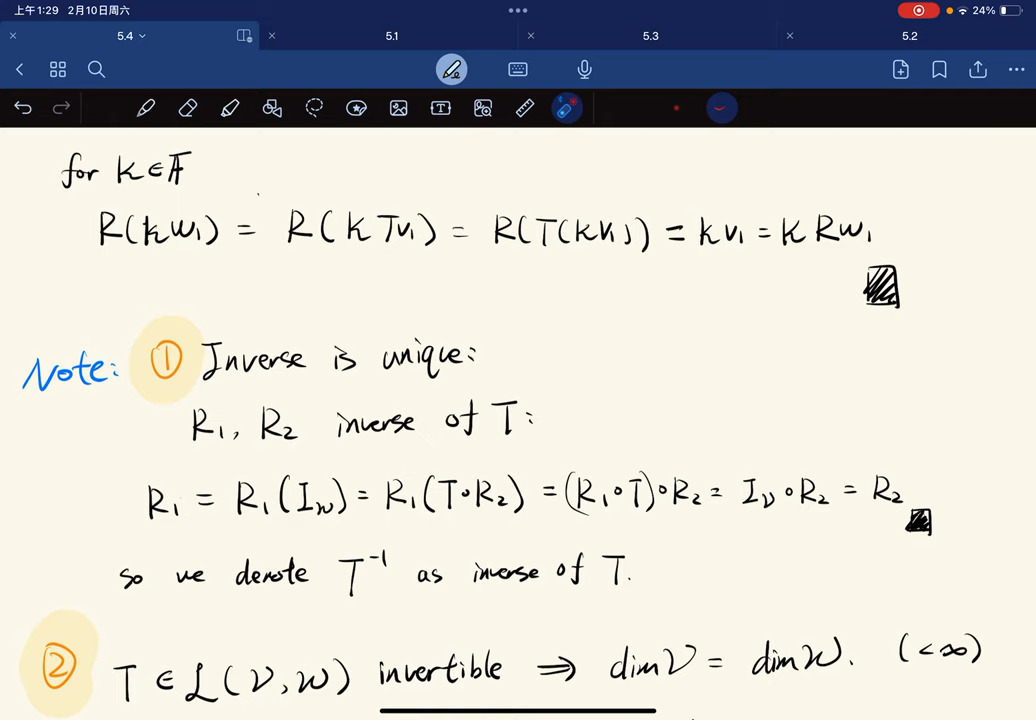 上午1:29 2月10日周六
24%
5.4
5.1
5.3
5.2
for k ∈ 𝔽
R(kw₁) = R(kTv₁) = R(T(kv₁)) = kv₁ = kRw₁
Note: ① Inverse is unique:
R₁, R₂ inverse of T:
R₁ = R₁(I_W) = R₁(T∘R₂) = (R₁∘T)∘R₂ = I_V∘R₂ = R₂
so we denote T⁻¹ as inverse of T.
② T ∈ ℒ(V, W) invertible ⇒ dim V = dim W. (<∞)